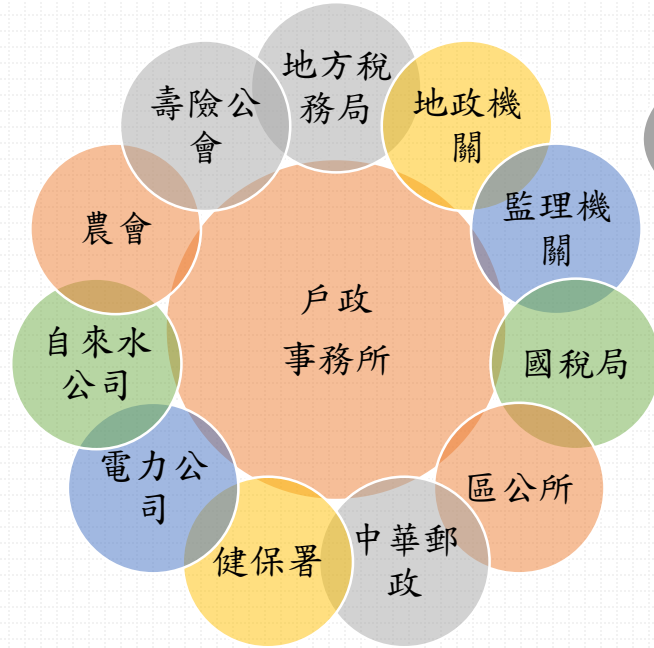 戶政
事務所
地方稅
務局
地政機
關
監理機
關
國稅局
區公所
中華郵
政
健保署
電力公
司
自來水
公司
農會
壽險公
會